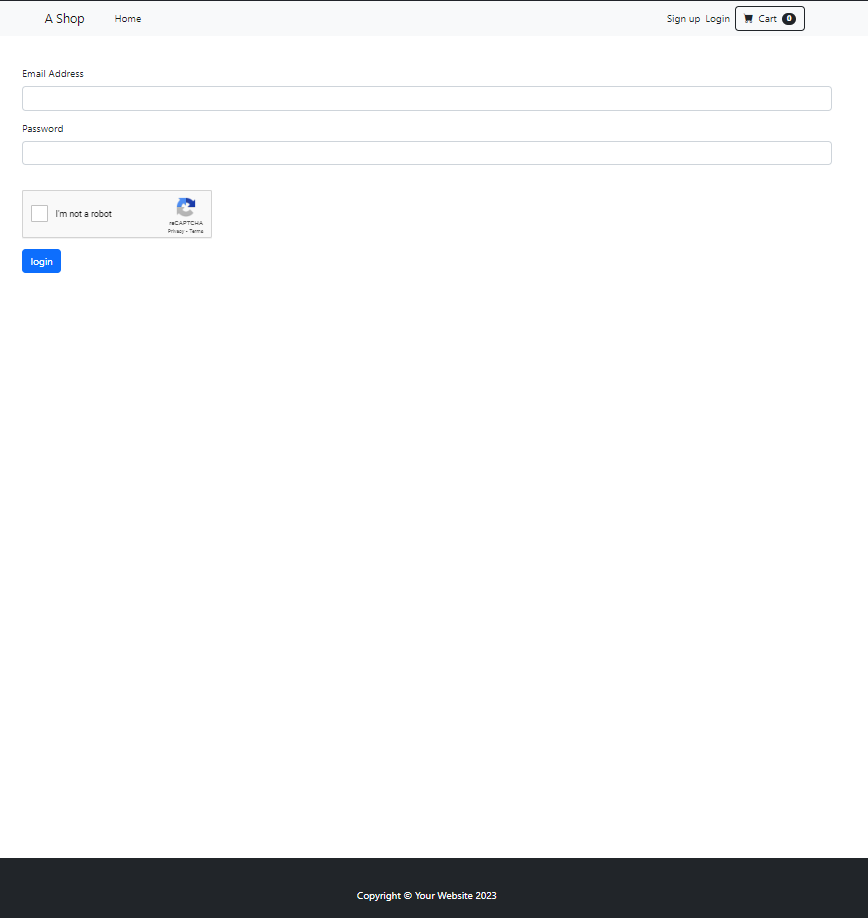 A Shop Home Sign up Login Cart 0
Email Address
Password
I'm not a robot
reCAPTCHA
Privacy - Terms
login
Copyright © Your Website 2023